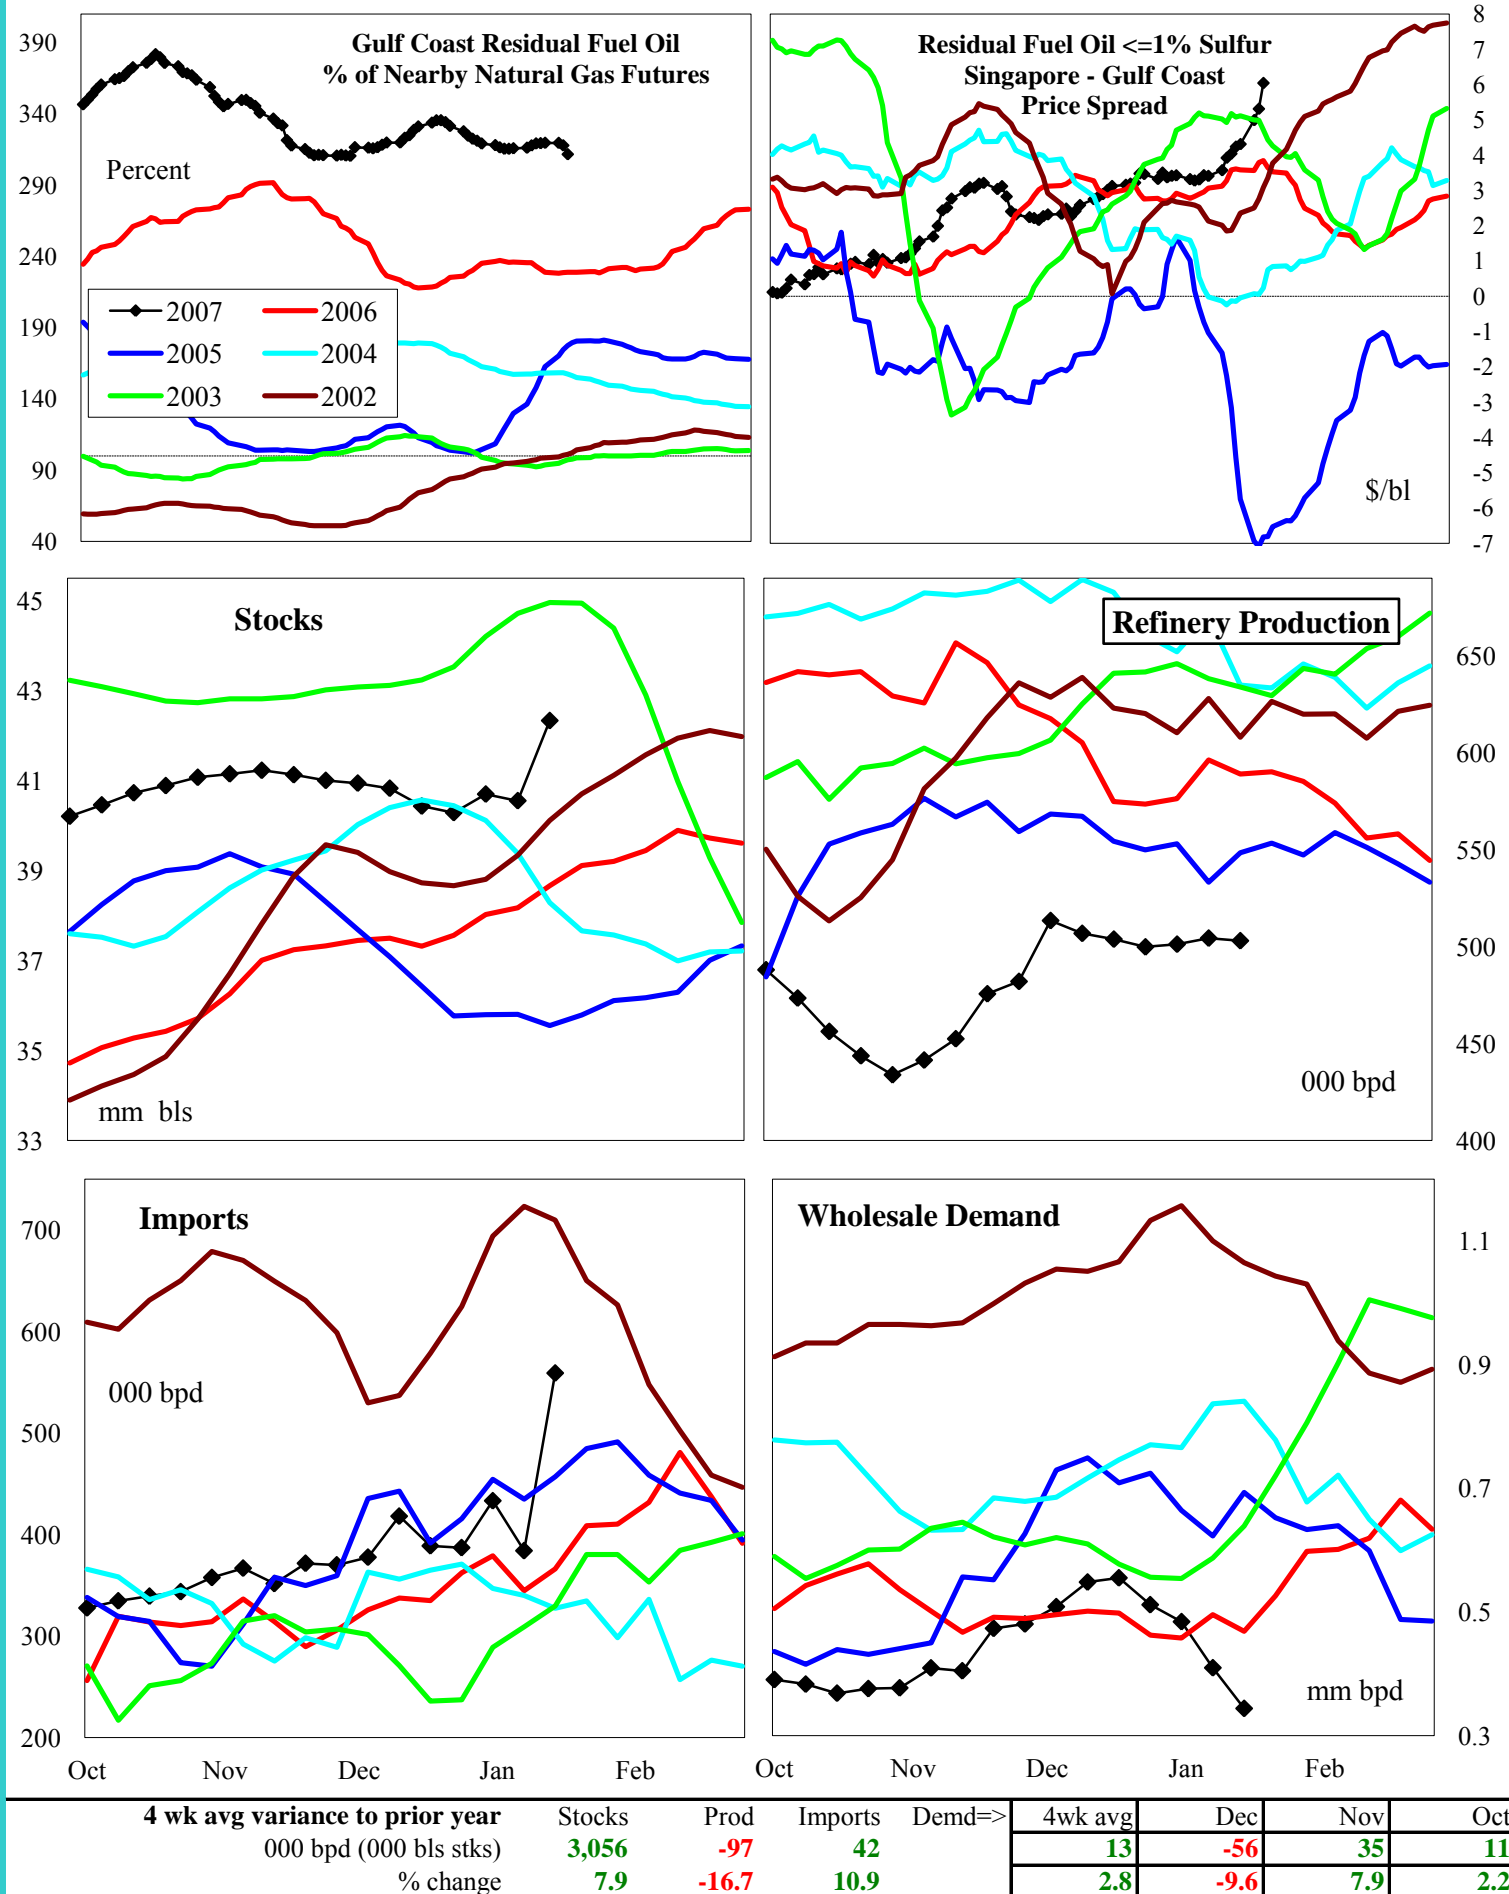 Gulf Coast Residual Fuel Oil
% of Nearby Natural Gas Futures
Percent
390
340
290
240
190
140
90
40
2007
2006
2005
2004
2003
2002
Residual Fuel Oil <=1% Sulfur
Singapore - Gulf Coast
Price Spread
8
7
6
5
4
3
2
1
0
-1
-2
-3
-4
-5
-6
-7
$/bl
Stocks
45
43
41
39
37
35
33
mm bls
Refinery Production
650
600
550
500
450
400
000 bpd
Imports
700
600
500
400
300
200
000 bpd
Oct Nov Dec Jan Feb
Wholesale Demand
1.1
0.9
0.7
0.5
0.3
mm bpd
Oct Nov Dec Jan Feb
4 wk avg variance to prior year Stocks Prod Imports Demd=> 4wk avg Dec Nov Oct
000 bpd (000 bls stks) 3,056 -97 42 13 -56 35 11
% change 7.9 -16.7 10.9 2.8 -9.6 7.9 2.2